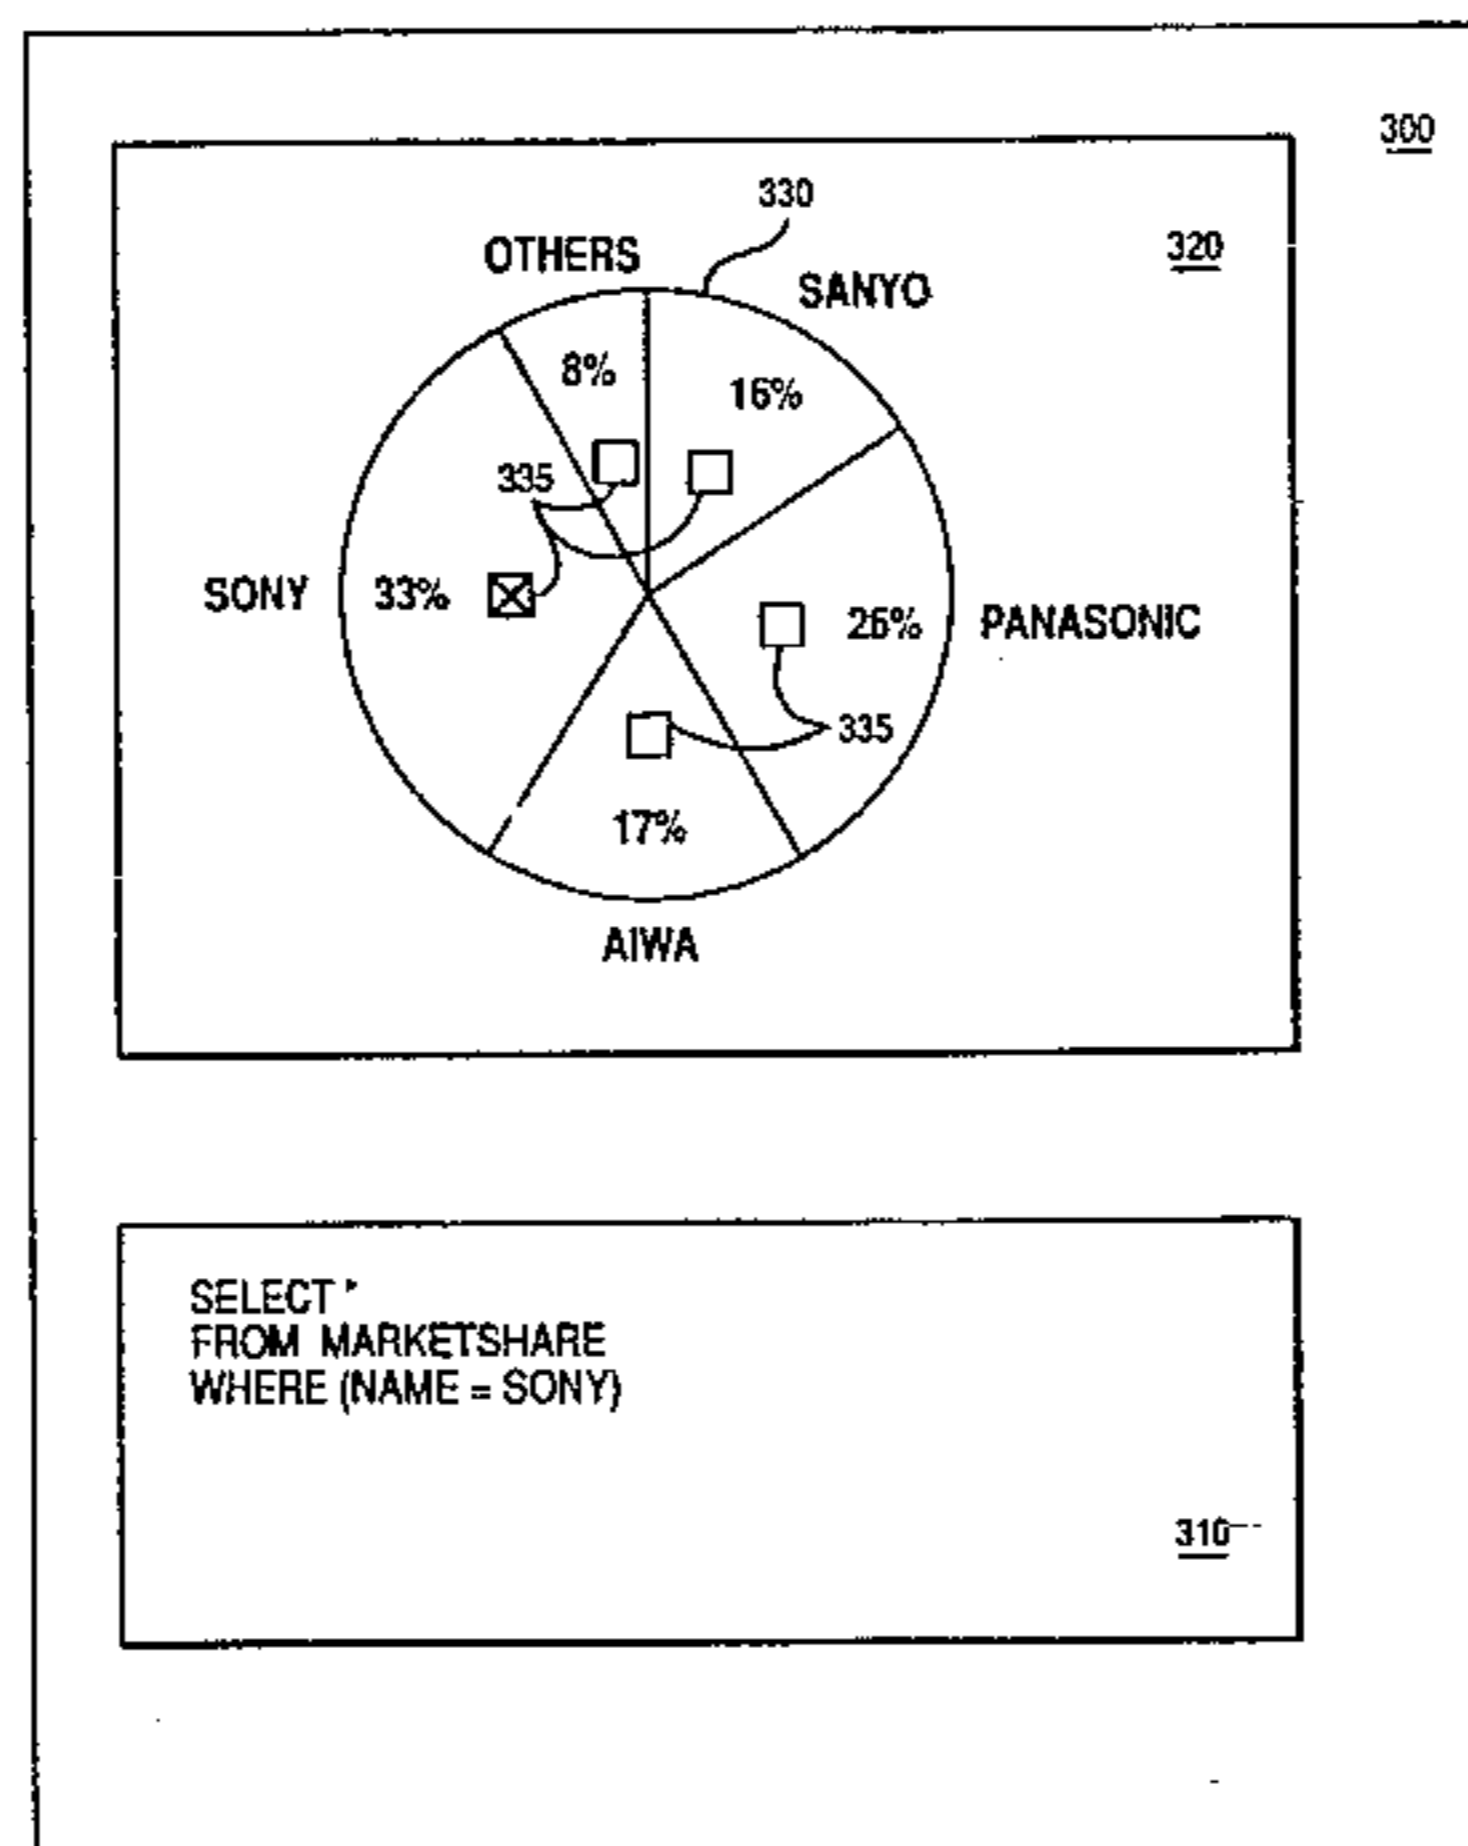 300
330
320
OTHERS
SANYO
8%
16%
335
SONY
33%
26%
PANASONIC
335
17%
AIWA
SELECT *
FROM MARKETSHARE
WHERE (NAME = SONY)
310